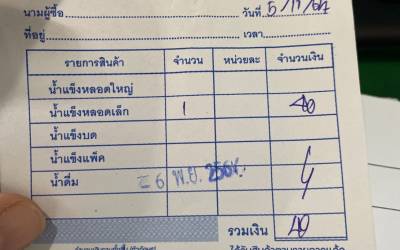 นามผู้ซื้อ วันที่ 5/11/64
ที่อยู่ เวลา
รายการสินค้า จำนวน หน่วยละ จำนวนเงิน
น้ำแข็งหลอดใหญ่
น้ำแข็งหลอดเล็ก 1 40
น้ำแข็งบด
น้ำแข็งแพ็ค
น้ำดื่ม 6 พ.ย. 256
รวมเงิน 40